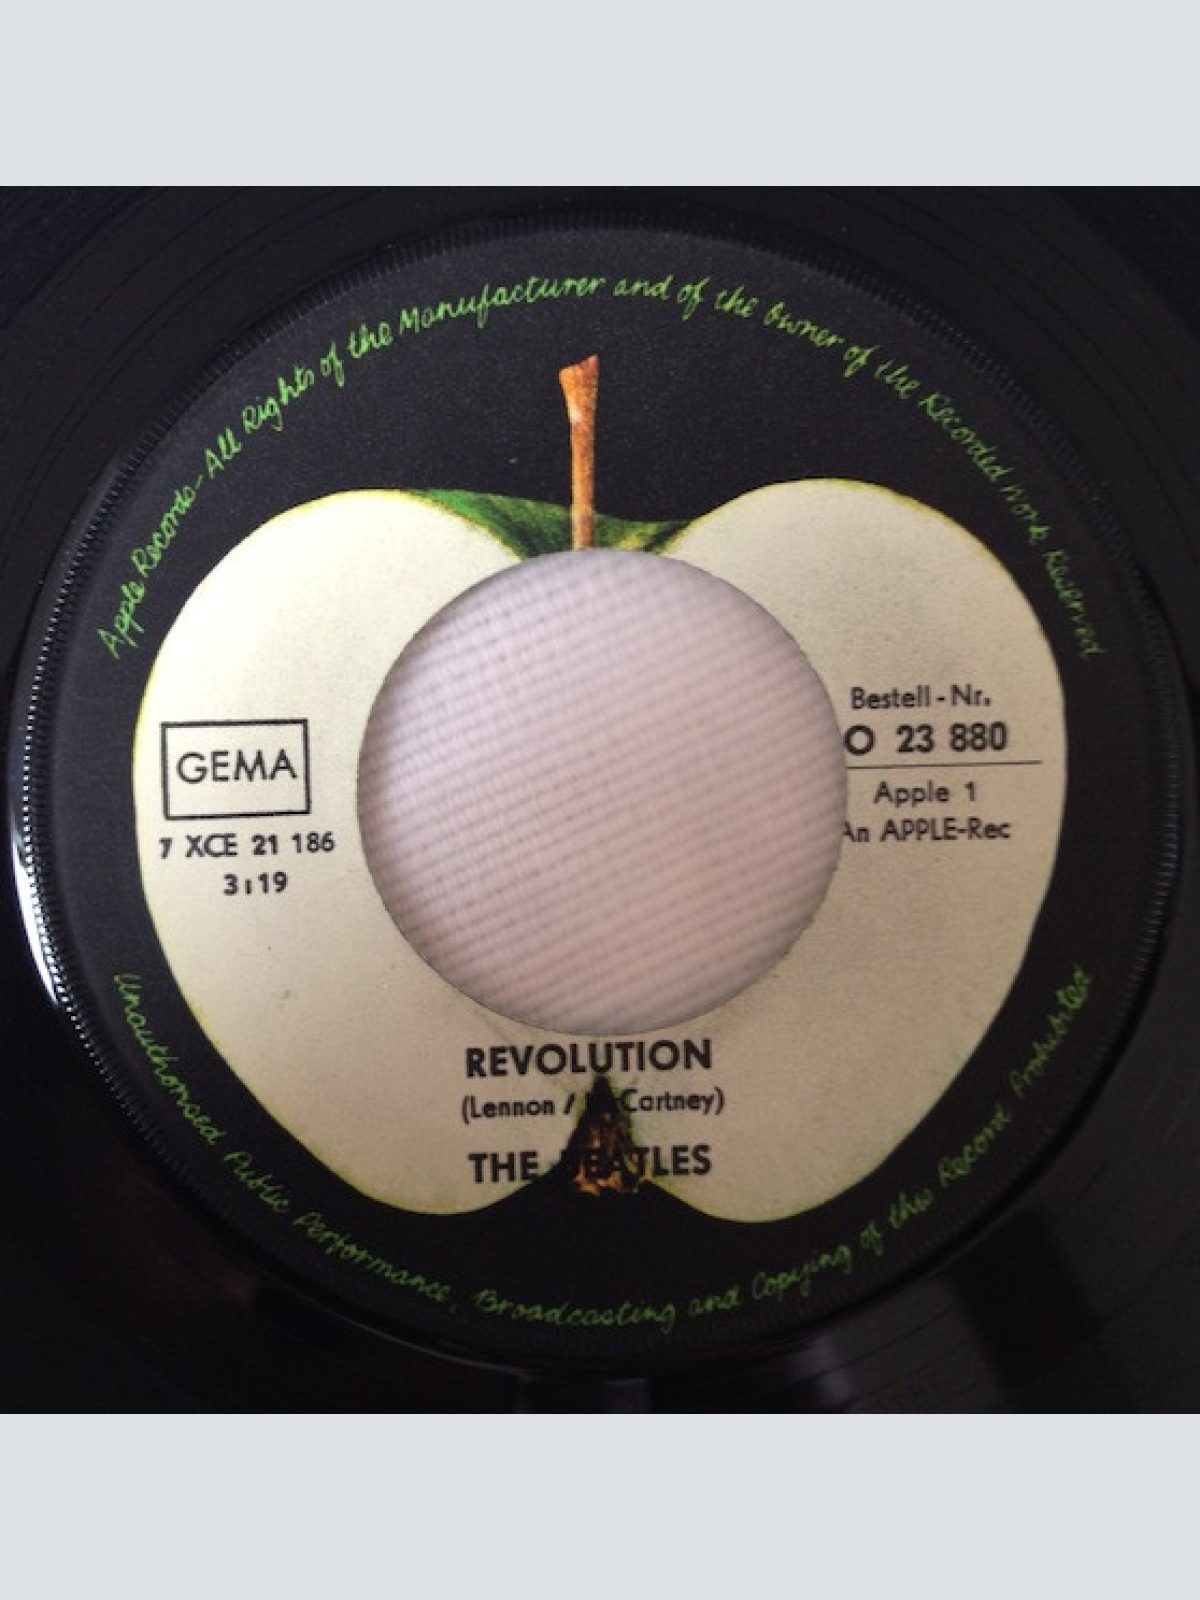 Apple Records - All Rights of the Manufacturer and of the Owner of the Recorded Work Reserved
GEMA
7 XCE 21 186
3:19
Bestell-Nr.
O 23 880
Apple 1
An APPLE-Rec
REVOLUTION
(Lennon / McCartney)
THE BEATLES
Unauthorised Public Performance, Broadcasting and Copying of this Record Prohibited